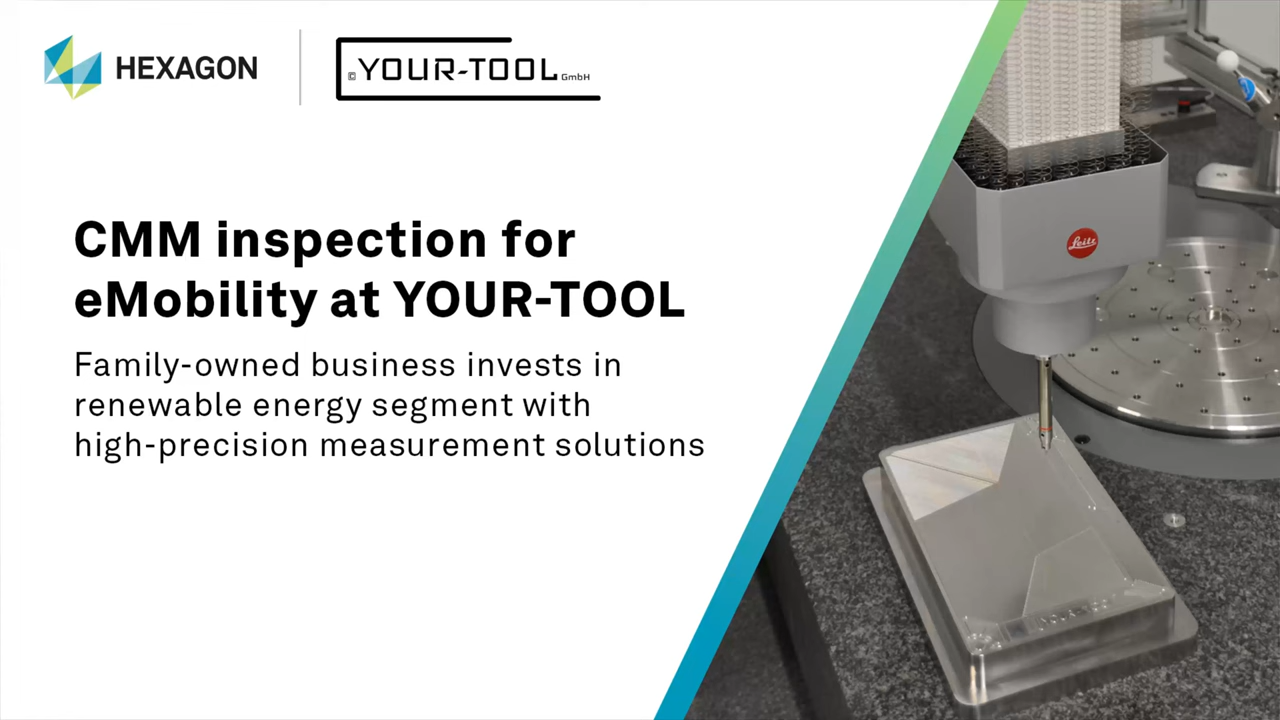 HEXAGON
© YOUR-TOOL GmbH
CMM inspection for
eMobility at YOUR-TOOL
Family-owned business invests in
renewable energy segment with
high-precision measurement solutions
Leitz